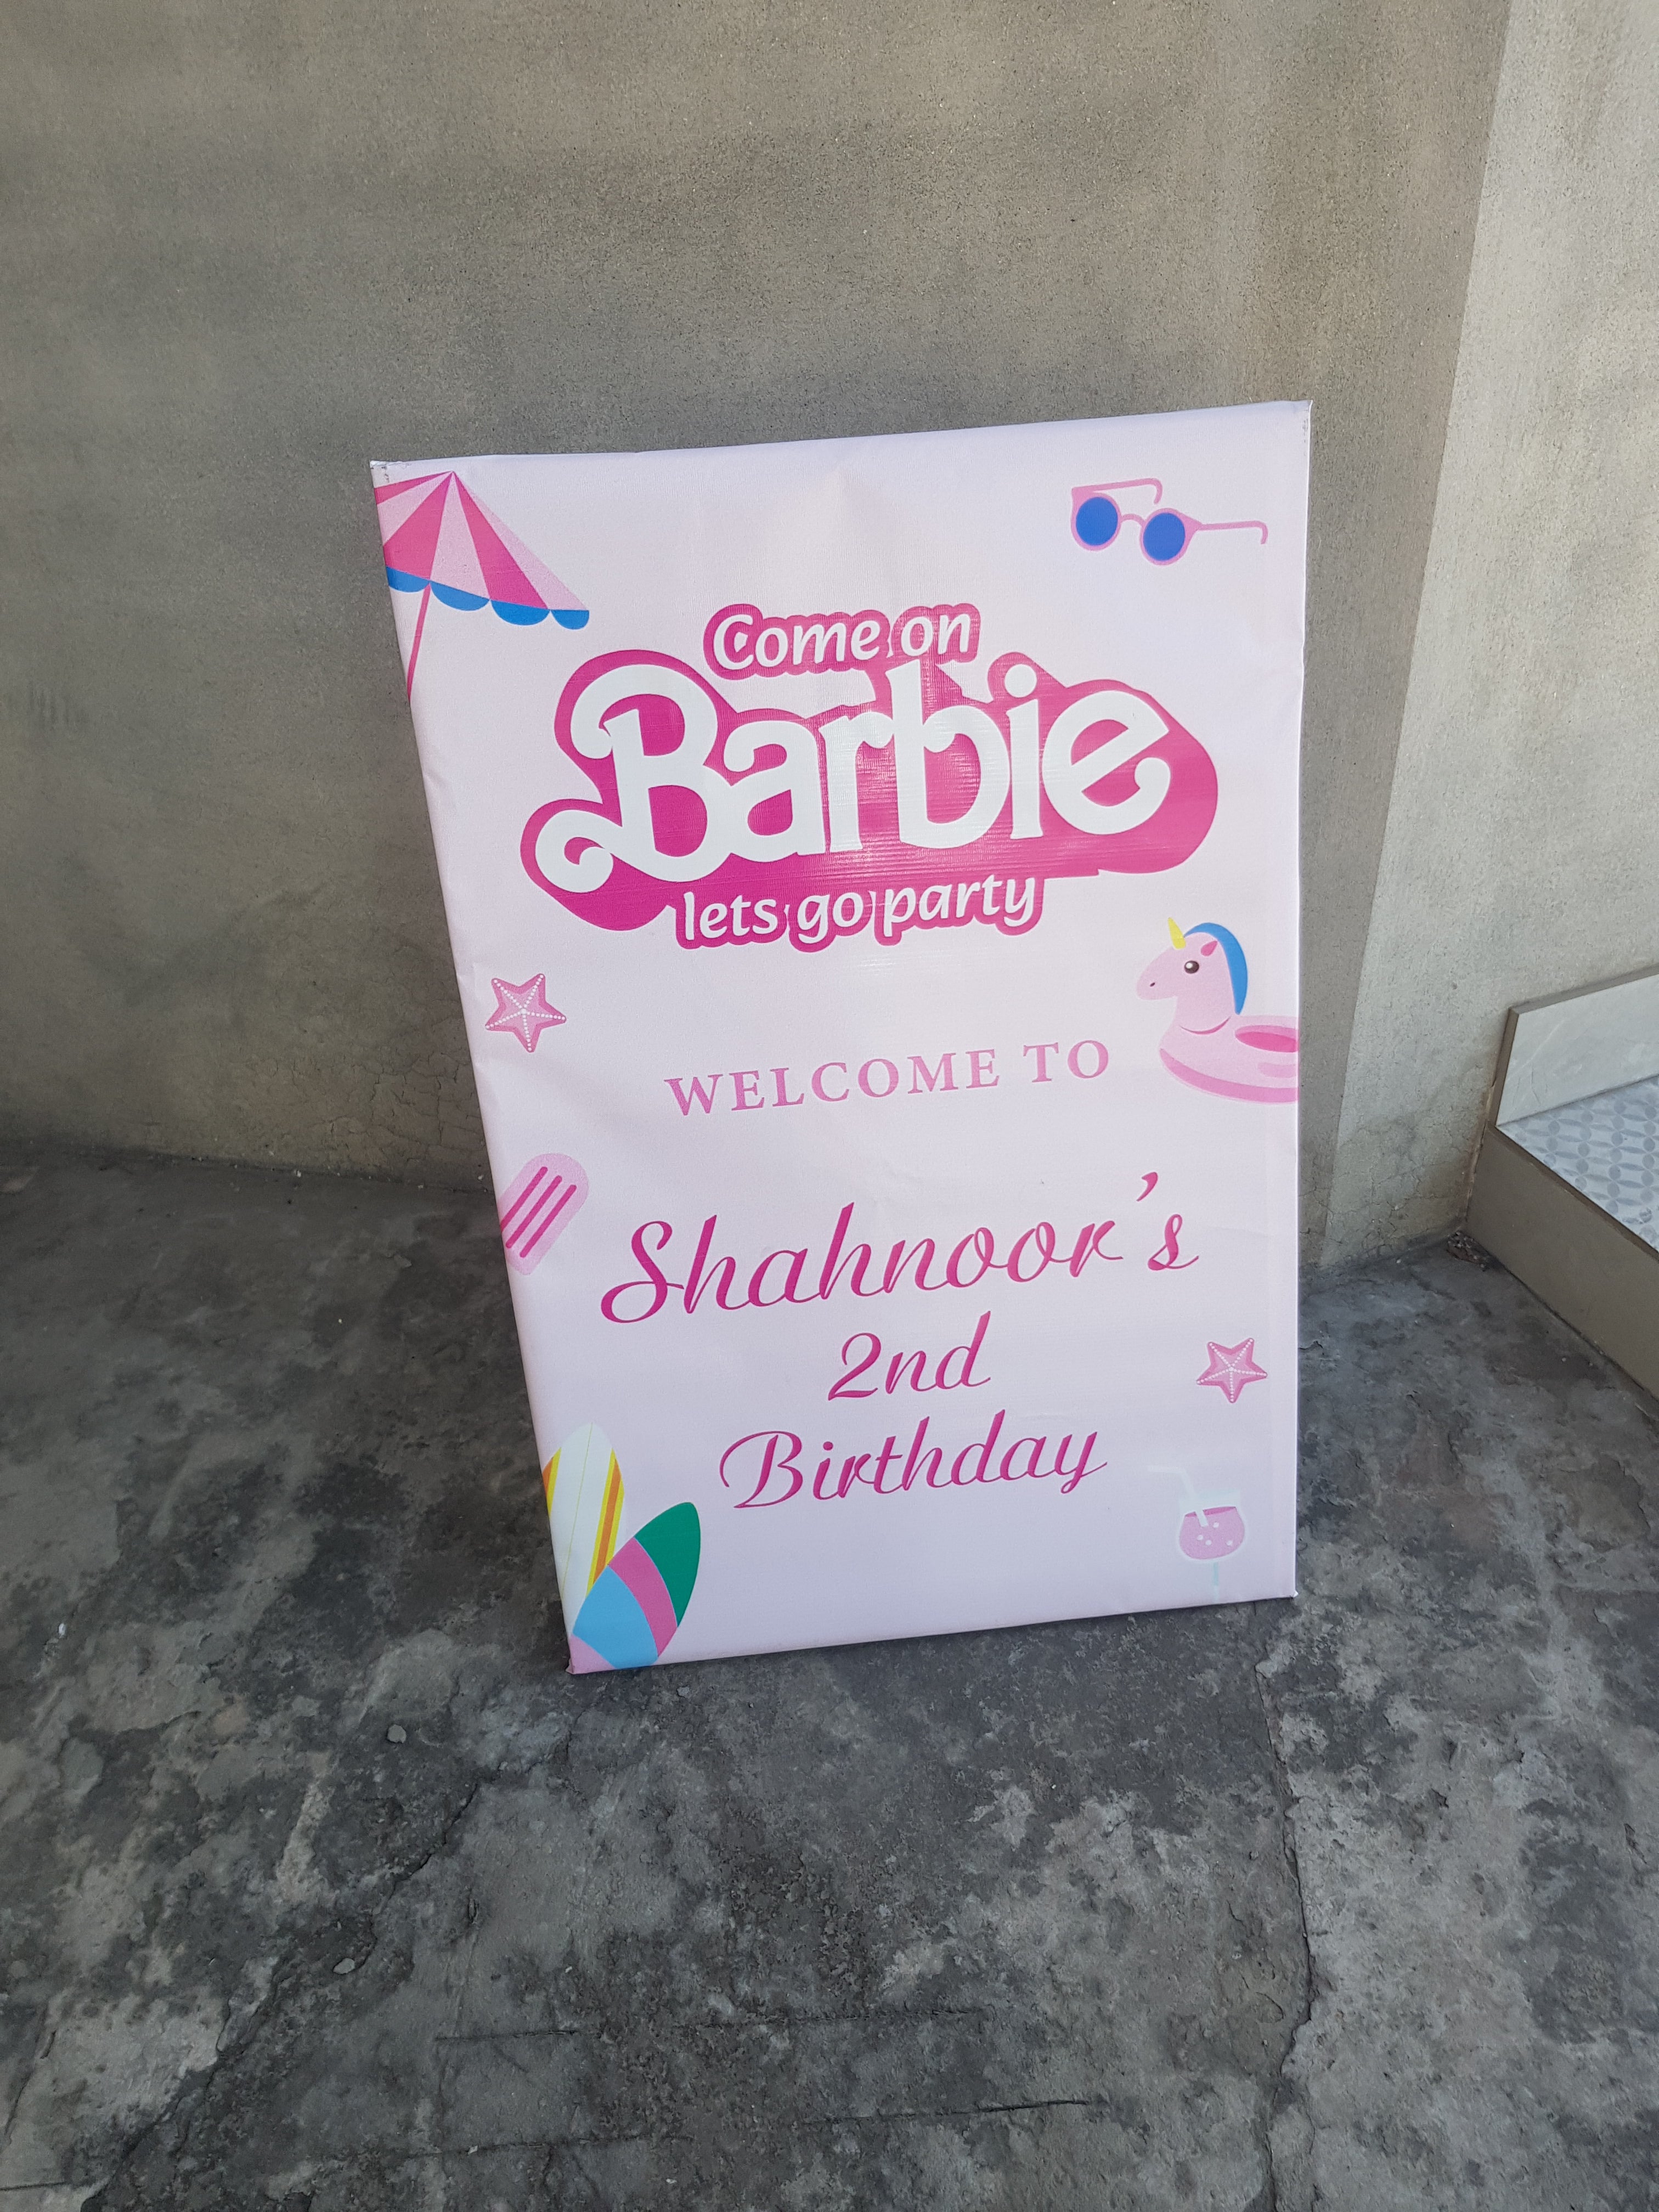 Come on
Barbie
lets go party
WELCOME TO
Shahnoor's
2nd
Birthday